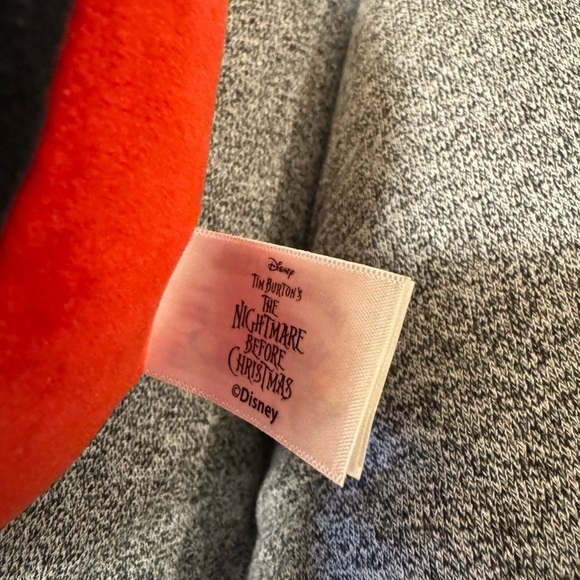 Disney
TIM BURTON'S
THE
NIGHTMARE
BEFORE
CHRISTMAS
©Disney